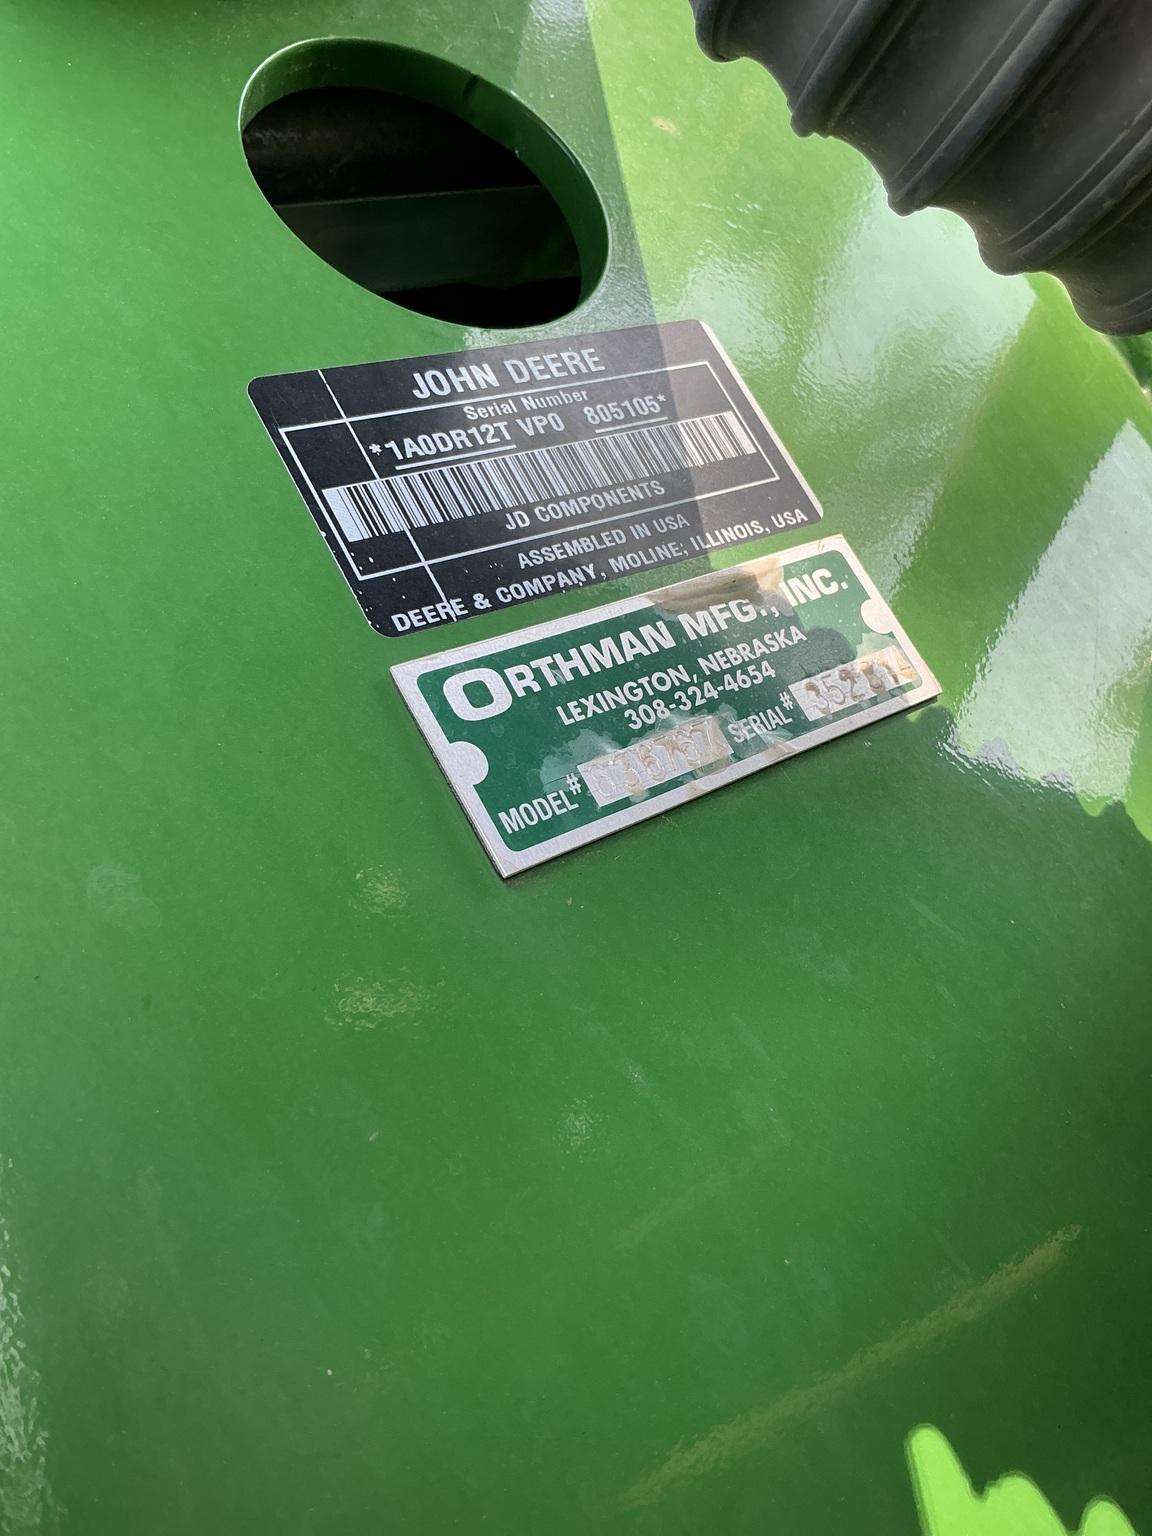 JOHN DEERE
Serial Number
*1A0DR12T VP0 805105*
JD COMPONENTS
ASSEMBLED IN USA
DEERE & COMPANY, MOLINE; ILLINOIS, USA
ORTHMAN MFG., INC.
LEXINGTON, NEBRASKA
308-324-4654
MODEL# SERIAL#